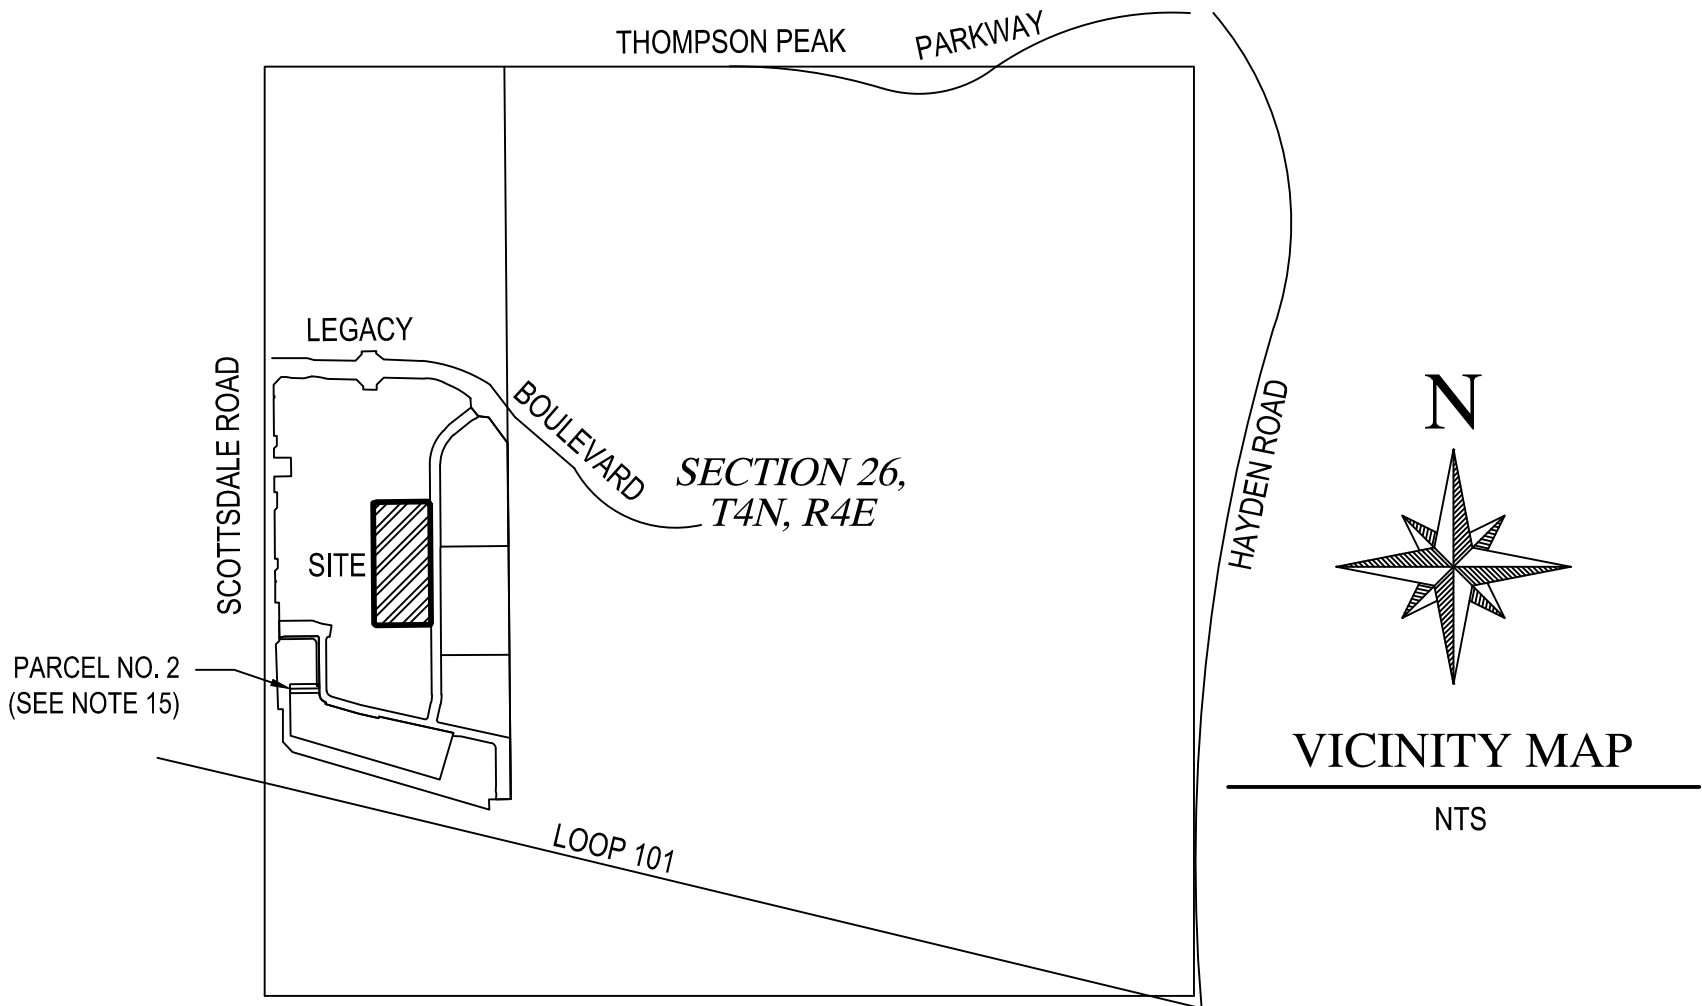 THOMPSON PEAK PARKWAY
LEGACY BOULEVARD
SCOTTSDALE ROAD
HAYDEN ROAD
N
SECTION 26,
T4N, R4E
SITE
PARCEL NO. 2
(SEE NOTE 15)
VICINITY MAP
NTS
LOOP 101